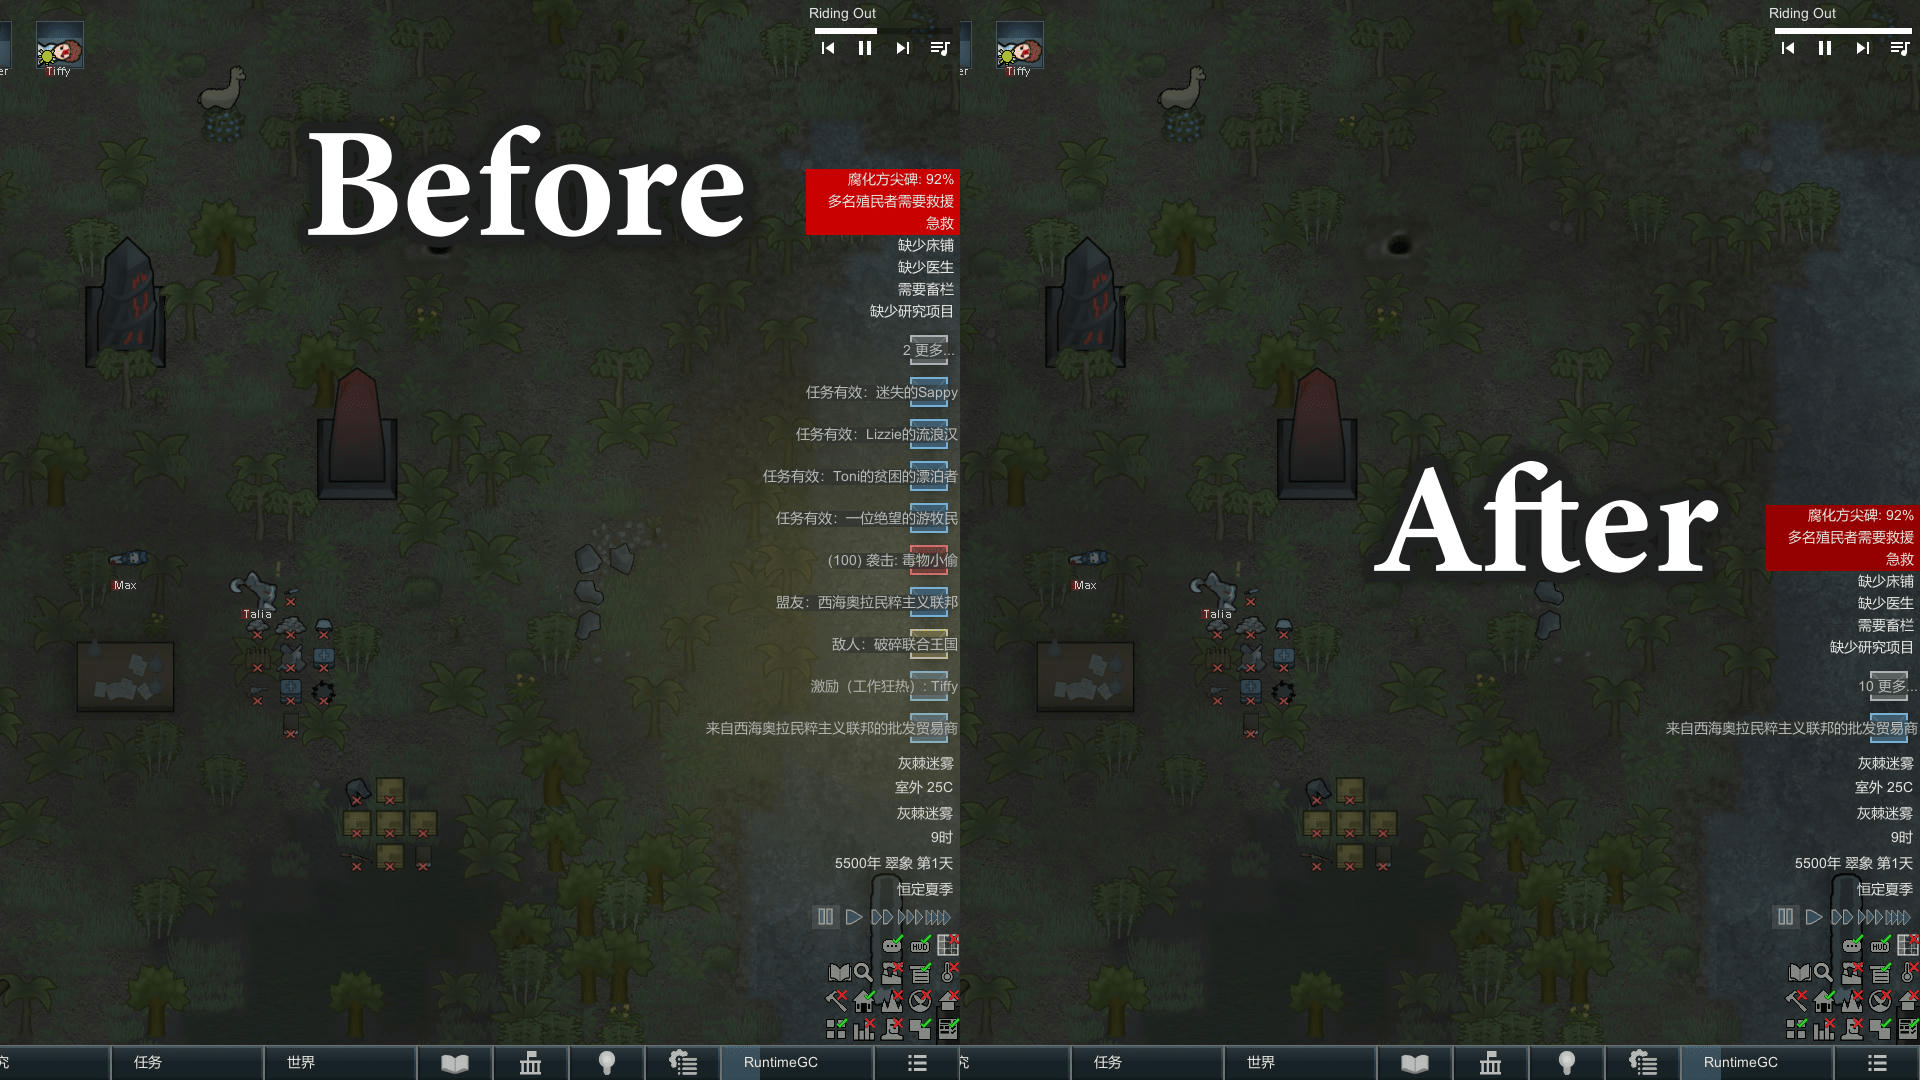 Riding Out
er
Tiffy
Before
腐化方尖碑: 92%
多名殖民者需要救援
急救
缺少床铺
缺少医生
需要畜栏
缺少研究项目
2 更多...
任务有效：迷失的Sappy
任务有效：Lizzie的流浪汉
任务有效：Toni的贫困的漂泊者
任务有效：一位绝望的游牧民
(100) 袭击: 毒物小偷
盟友：西海奥拉民粹主义联邦
敌人：破碎联合王国
激励（工作狂热）: Tiffy
来自西海奥拉民粹主义联邦的批发贸易商
Max
Talia
灰棘迷雾
室外 25C
灰棘迷雾
9时
5500年 翠象 第1天
恒定夏季
HUD
究
任务
世界
RuntimeGC
Riding Out
er
Tiffy
After
腐化方尖碑: 92%
多名殖民者需要救援
急救
缺少床铺
缺少医生
需要畜栏
缺少研究项目
10 更多...
来自西海奥拉民粹主义联邦的批发贸易商
Max
Talia
灰棘迷雾
室外 25C
灰棘迷雾
9时
5500年 翠象 第1天
恒定夏季
HUD
究
任务
世界
RuntimeGC